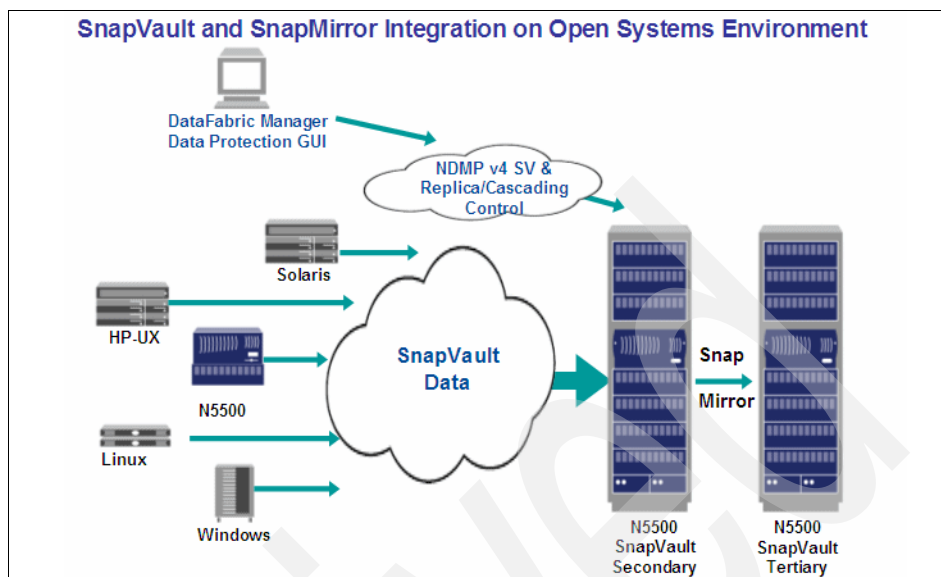 SnapVault and SnapMirror Integration on Open Systems Environment
DataFabric Manager
Data Protection GUI
NDMP v4 SV &
Replica/Cascading
Control
Solaris
HP-UX
N5500
Linux
Windows
SnapVault
Data
Snap
Mirror
N5500
SnapVault
Secondary
N5500
SnapVault
Tertiary